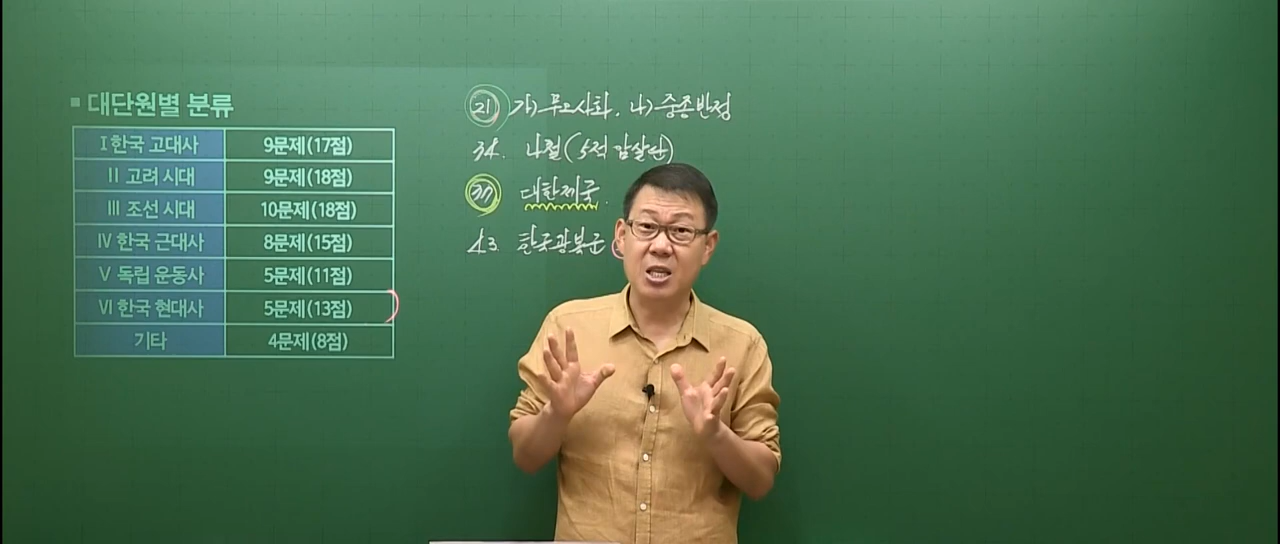 ▪ 대단원별 분류
Ⅰ 한국 고대사 9문제(17점)
Ⅱ 고려 시대 9문제(18점)
Ⅲ 조선 시대 10문제(18점)
Ⅳ 한국 근대사 8문제(15점)
Ⅴ 독립 운동사 5문제(11점)
Ⅵ 한국 현대사 5문제(13점)
기타 4문제(8점)
21 가) 무오사화, 나) 중종반정
34. 나철(5적 암살단)
37 대한제국.
43. 한국광복군